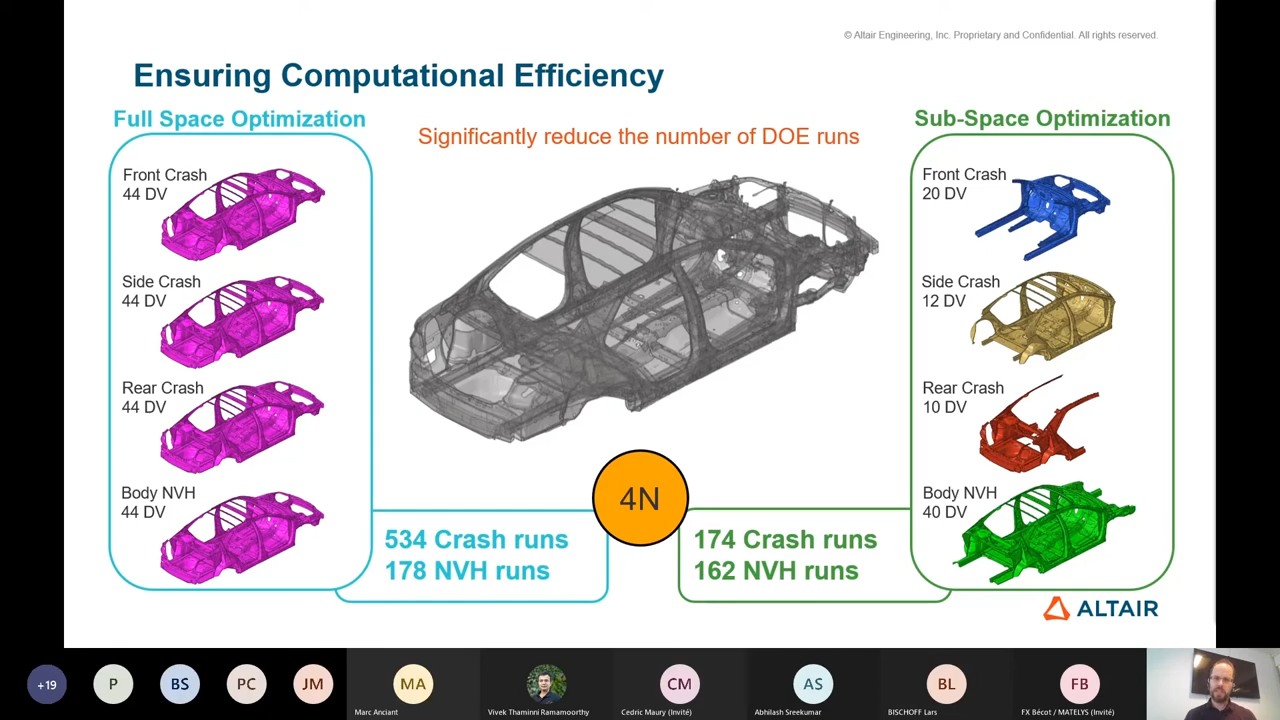 © Altair Engineering, Inc. Proprietary and Confidential. All rights reserved.
Ensuring Computational Efficiency
Full Space Optimization
Significantly reduce the number of DOE runs
Sub-Space Optimization
Front Crash
44 DV
Side Crash
44 DV
Rear Crash
44 DV
Body NVH
44 DV
4N
534 Crash runs
178 NVH runs
174 Crash runs
162 NVH runs
Front Crash
20 DV
Side Crash
12 DV
Rear Crash
10 DV
Body NVH
40 DV
ALTAIR
+19
P
BS
PC
JM
MA
Marc Anciant
Vivek Thaminni Ramamoorthy
CM
Cedric Maury (Invité)
AS
Abhilash Sreekumar
BL
BISCHOFF Lars
FB
FX Bécot / MATELYS (Invité)